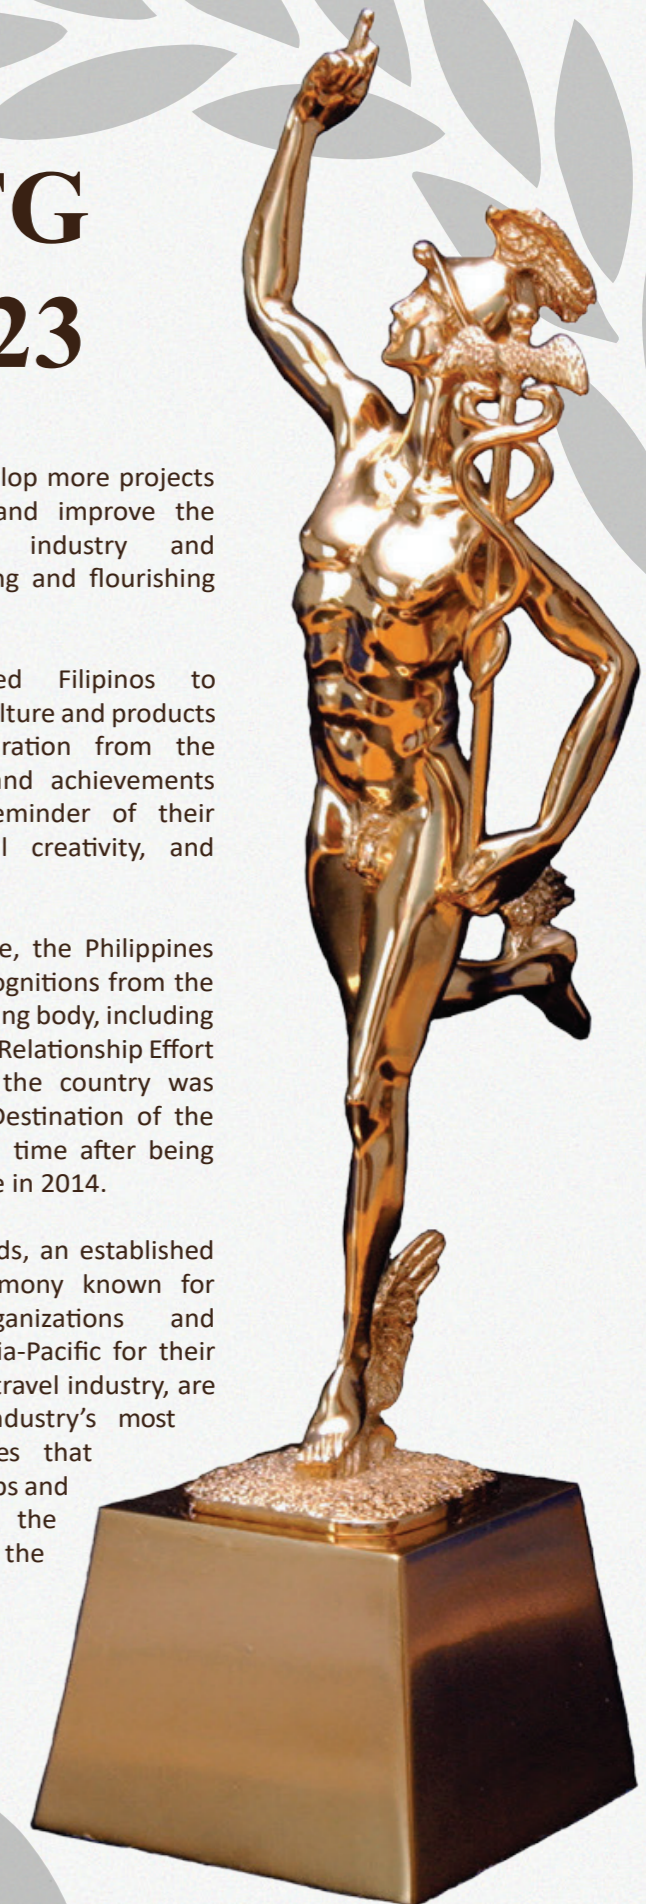 TG
23
lop more projects
and improve the
industry and
ng and flourishing
ed Filipinos to
lture and products
ration from the
and achievements
eminder of their
l creativity, and
e, the Philippines
ognitions from the
ing body, including
Relationship Effort
the country was
Destination of the
time after being
e in 2014.
ds, an established
mony known for
ganizations and
ia-Pacific for their
travel industry, are
ndustry's most
es that
ps and
the
the